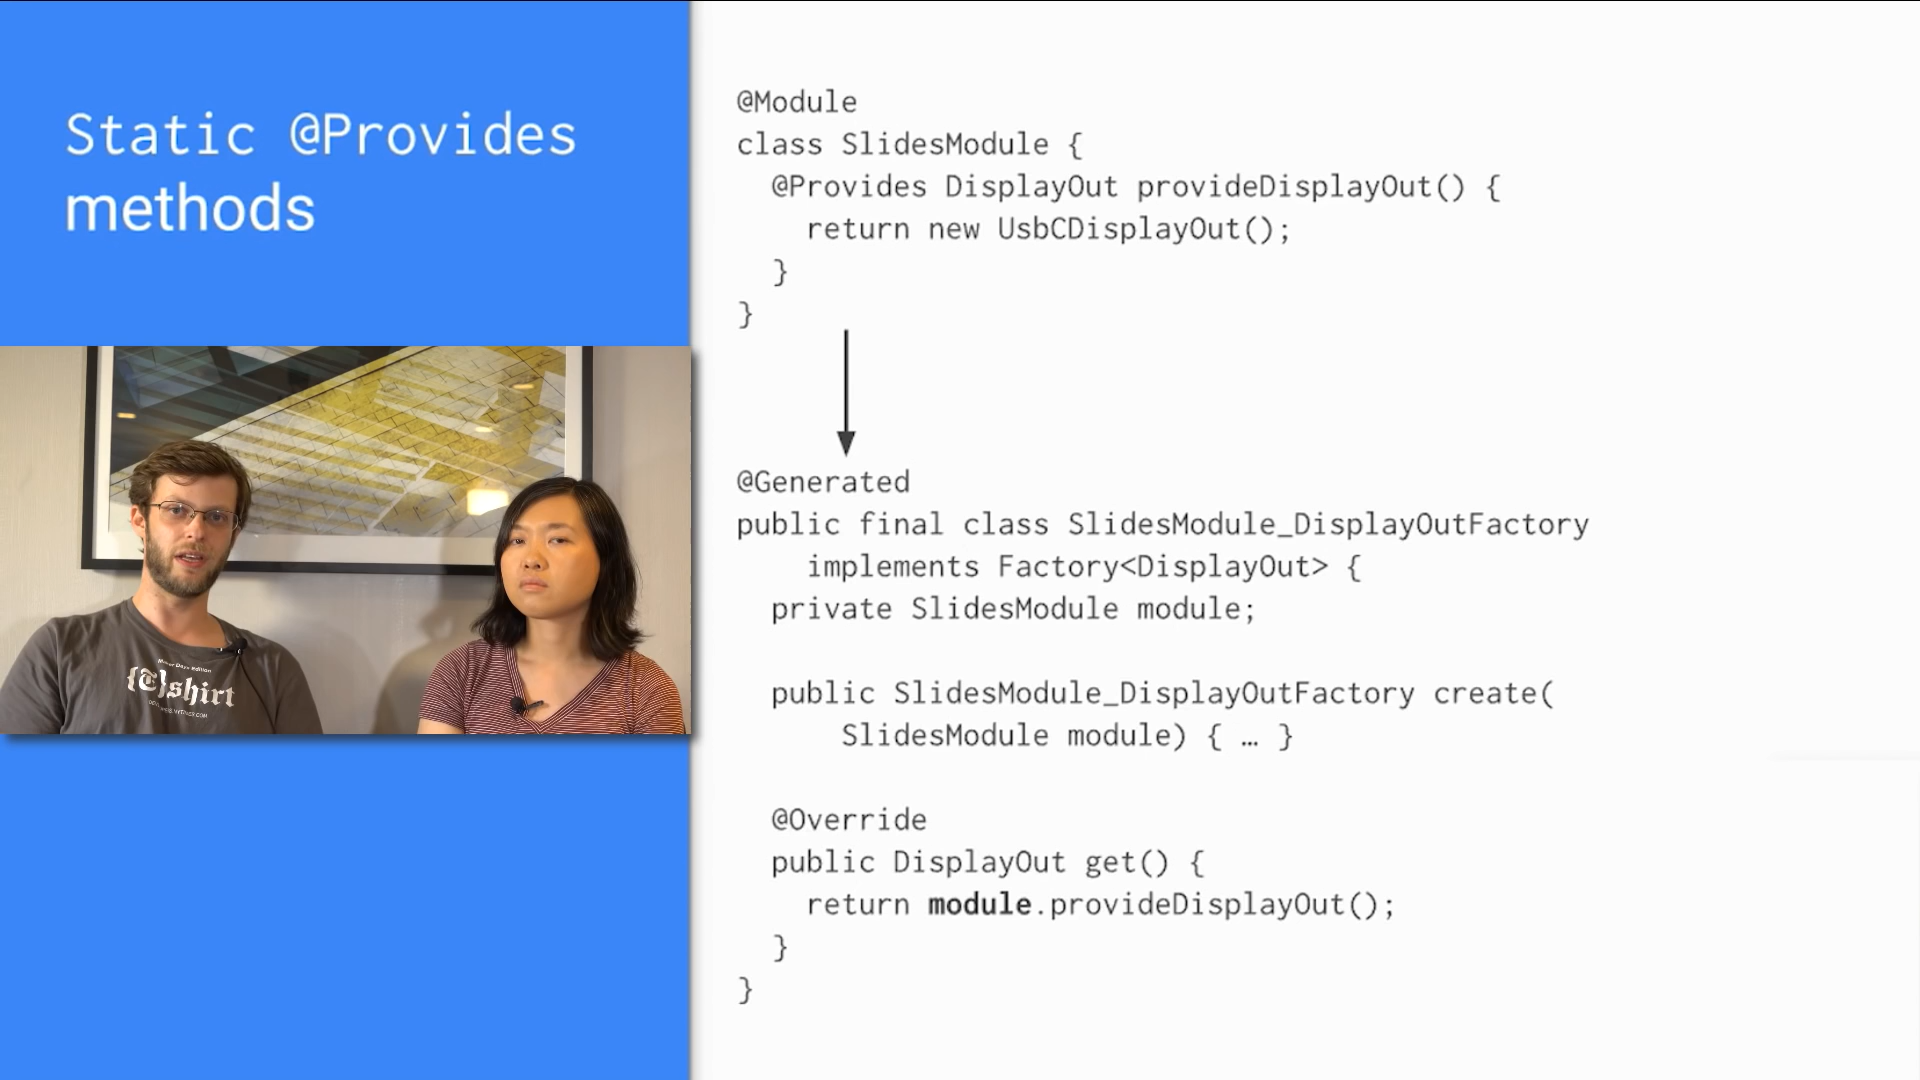 Static @Provides
methods
@Module
class SlidesModule {
@Provides DisplayOut provideDisplayOut() {
return new UsbCDisplayOut();
}
}
@Generated
public final class SlidesModule_DisplayOutFactory
implements Factory<DisplayOut> {
private SlidesModule module;
public SlidesModule_DisplayOutFactory create(
SlidesModule module) { … }
@Override
public DisplayOut get() {
return module.provideDisplayOut();
}
}
{T}shirt